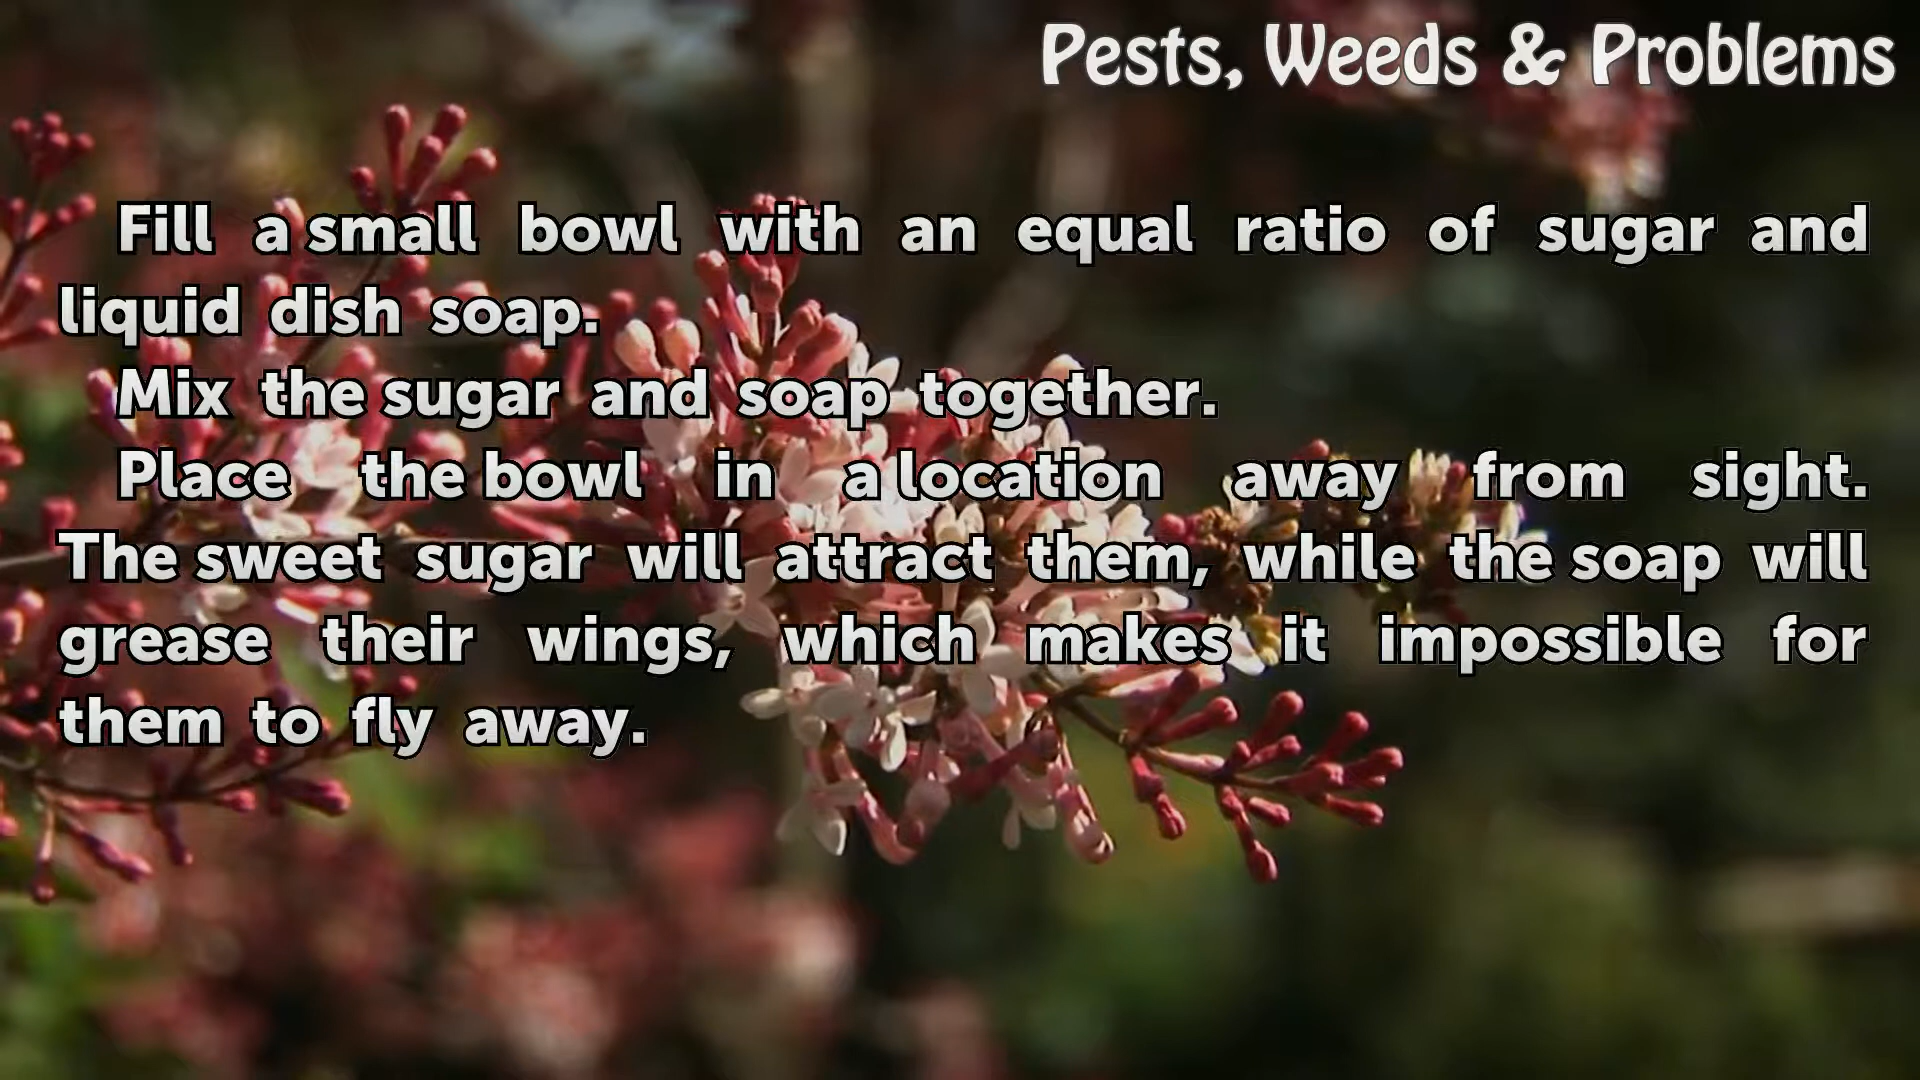 Pests, Weeds & Problems
Fill a small bowl with an equal ratio of sugar and
liquid dish soap.
Mix the sugar and soap together.
Place the bowl in a location away from sight.
The sweet sugar will attract them, while the soap will
grease their wings, which makes it impossible for
them to fly away.